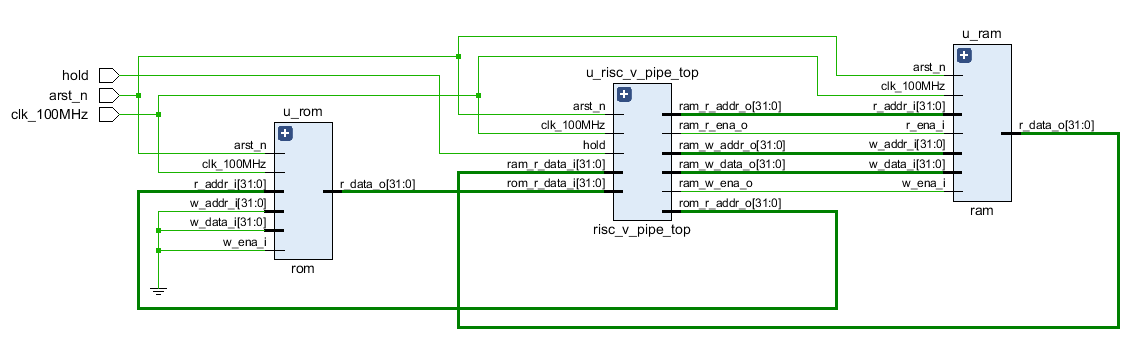 hold
arst_n
clk_100MHz
u_rom
arst_n
clk_100MHz
r_addr_i[31:0]
w_addr_i[31:0]
w_data_i[31:0]
w_ena_i
r_data_o[31:0]
rom
u_risc_v_pipe_top
arst_n
clk_100MHz
hold
ram_r_data_i[31:0]
rom_r_data_i[31:0]
ram_r_addr_o[31:0]
ram_r_ena_o
ram_w_addr_o[31:0]
ram_w_data_o[31:0]
ram_w_ena_o
rom_r_addr_o[31:0]
risc_v_pipe_top
u_ram
arst_n
clk_100MHz
r_addr_i[31:0]
r_ena_i
w_addr_i[31:0]
w_data_i[31:0]
w_ena_i
r_data_o[31:0]
ram